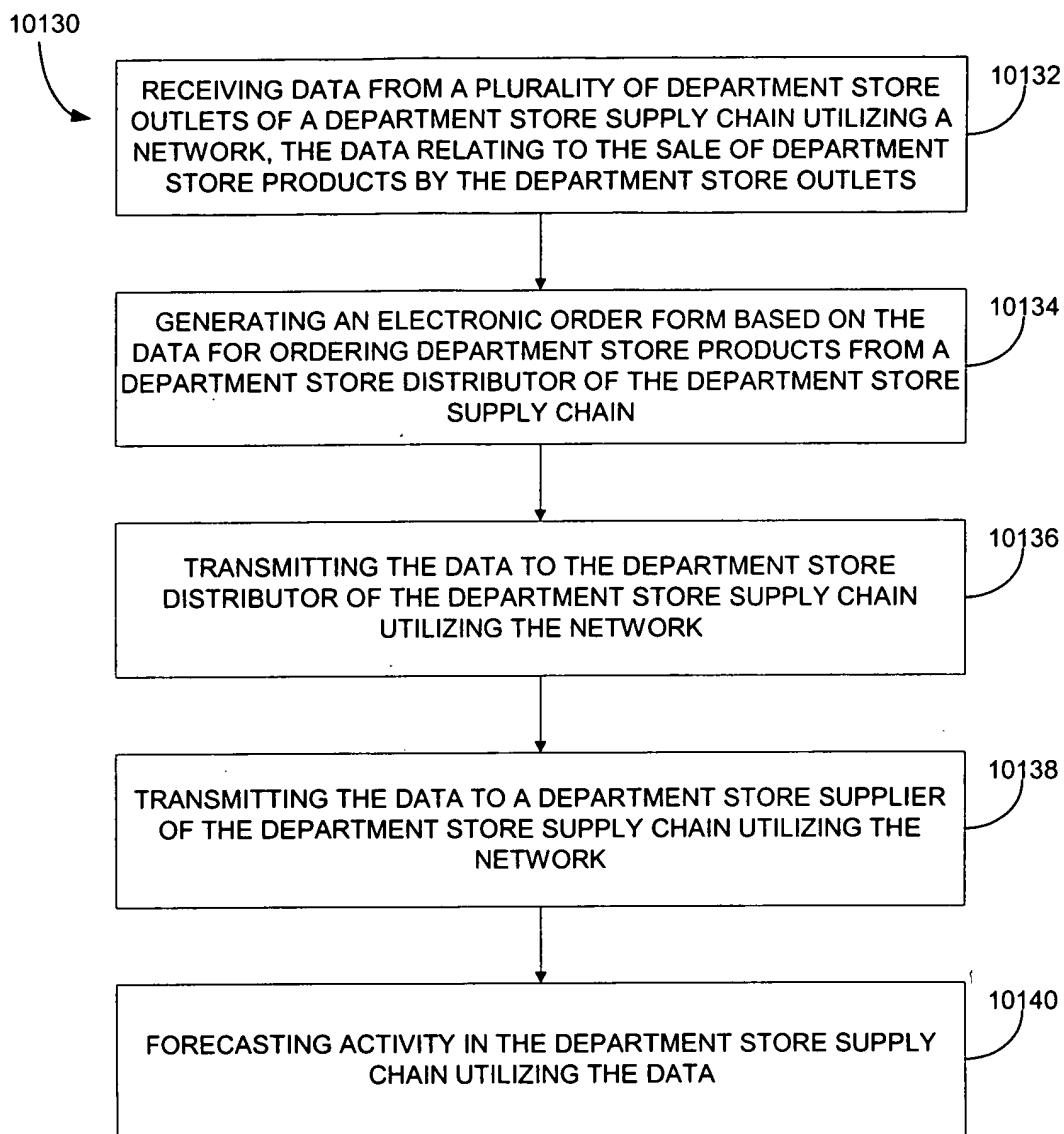 10130
RECEIVING DATA FROM A PLURALITY OF DEPARTMENT STORE
OUTLETS OF A DEPARTMENT STORE SUPPLY CHAIN UTILIZING A
NETWORK, THE DATA RELATING TO THE SALE OF DEPARTMENT
STORE PRODUCTS BY THE DEPARTMENT STORE OUTLETS
10132
GENERATING AN ELECTRONIC ORDER FORM BASED ON THE
DATA FOR ORDERING DEPARTMENT STORE PRODUCTS FROM A
DEPARTMENT STORE DISTRIBUTOR OF THE DEPARTMENT STORE
SUPPLY CHAIN
10134
TRANSMITTING THE DATA TO THE DEPARTMENT STORE
DISTRIBUTOR OF THE DEPARTMENT STORE SUPPLY CHAIN
UTILIZING THE NETWORK
10136
TRANSMITTING THE DATA TO A DEPARTMENT STORE SUPPLIER
OF THE DEPARTMENT STORE SUPPLY CHAIN UTILIZING THE
NETWORK
10138
FORECASTING ACTIVITY IN THE DEPARTMENT STORE SUPPLY
CHAIN UTILIZING THE DATA
10140